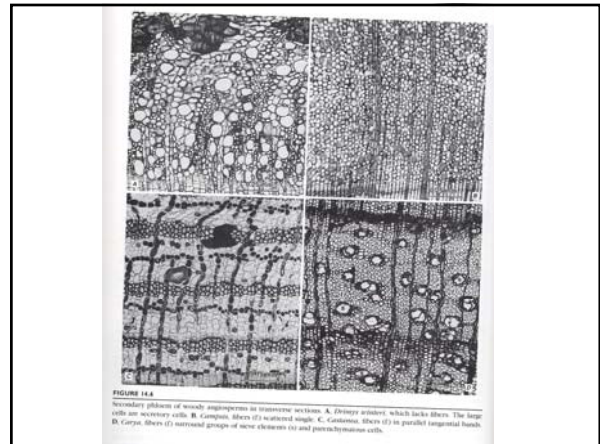 A
B
C
D
FIGURE 14.4
Secondary phloem of woody angiosperms in transverse sections. A, Drimys winteri, which lacks fibers. The large
cells are secretory cells. B, Campsis, fibers (f) scattered single. C, Castanea, fibers (f) in parallel tangential bands.
D, Carya, fibers (f) surround groups of sieve elements (s) and parenchymatous cells.